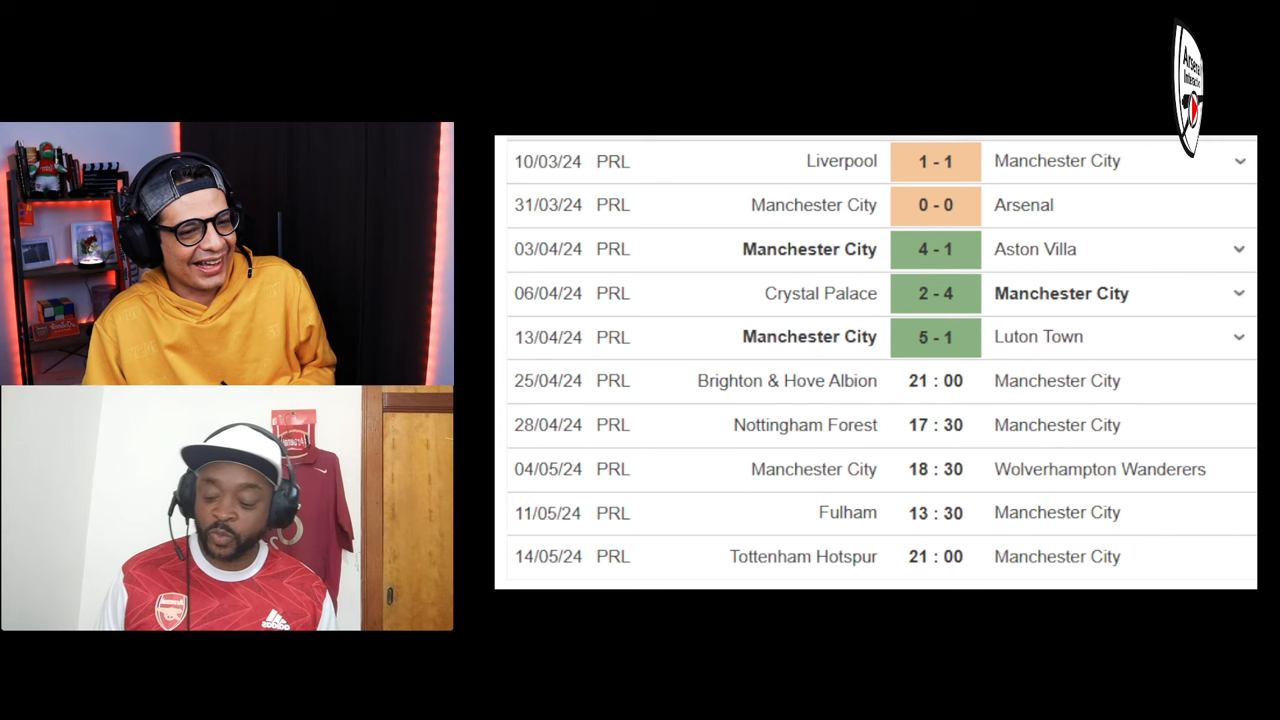 Arsenal
Interactive
10/03/24 PRL Liverpool 1 - 1 Manchester City
31/03/24 PRL Manchester City 0 - 0 Arsenal
03/04/24 PRL Manchester City 4 - 1 Aston Villa
06/04/24 PRL Crystal Palace 2 - 4 Manchester City
13/04/24 PRL Manchester City 5 - 1 Luton Town
25/04/24 PRL Brighton & Hove Albion 21 : 00 Manchester City
28/04/24 PRL Nottingham Forest 17 : 30 Manchester City
04/05/24 PRL Manchester City 18 : 30 Wolverhampton Wanderers
11/05/24 PRL Fulham 13 : 30 Manchester City
14/05/24 PRL Tottenham Hotspur 21 : 00 Manchester City
Arsenal
adidas